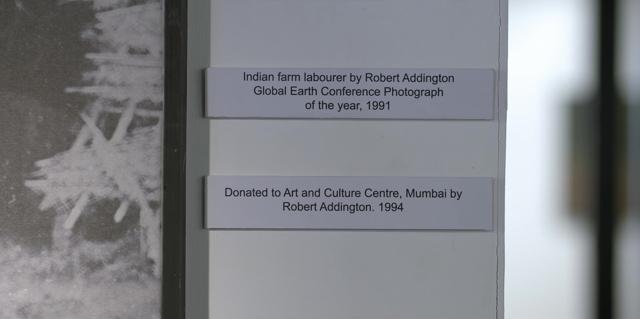 Indian farm labourer by Robert Addington
Global Earth Conference Photograph
of the year, 1991
Donated to Art and Culture Centre, Mumbai by
Robert Addington. 1994